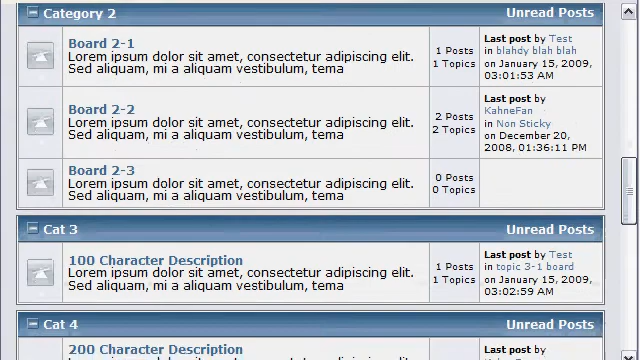 Category 2 Unread Posts
Board 2-1
Lorem ipsum dolor sit amet, consectetur adipiscing elit.
Sed aliquam, mi a aliquam vestibulum, tema
1 Posts
1 Topics
Last post by Test
in blahdy blah blah
on January 15, 2009,
03:01:53 AM
Board 2-2
Lorem ipsum dolor sit amet, consectetur adipiscing elit.
Sed aliquam, mi a aliquam vestibulum, tema
2 Posts
2 Topics
Last post by
KahneFan
in Non Sticky
on December 20,
2008, 01:36:11 PM
Board 2-3
Lorem ipsum dolor sit amet, consectetur adipiscing elit.
Sed aliquam, mi a aliquam vestibulum, tema
0 Posts
0 Topics
Cat 3 Unread Posts
100 Character Description
Lorem ipsum dolor sit amet, consectetur adipiscing elit.
Sed aliquam, mi a aliquam vestibulum, tema
1 Posts
1 Topics
Last post by Test
in topic 3-1 board
on January 15, 2009,
03:02:59 AM
Cat 4 Unread Posts
200 Character Description
Last post by